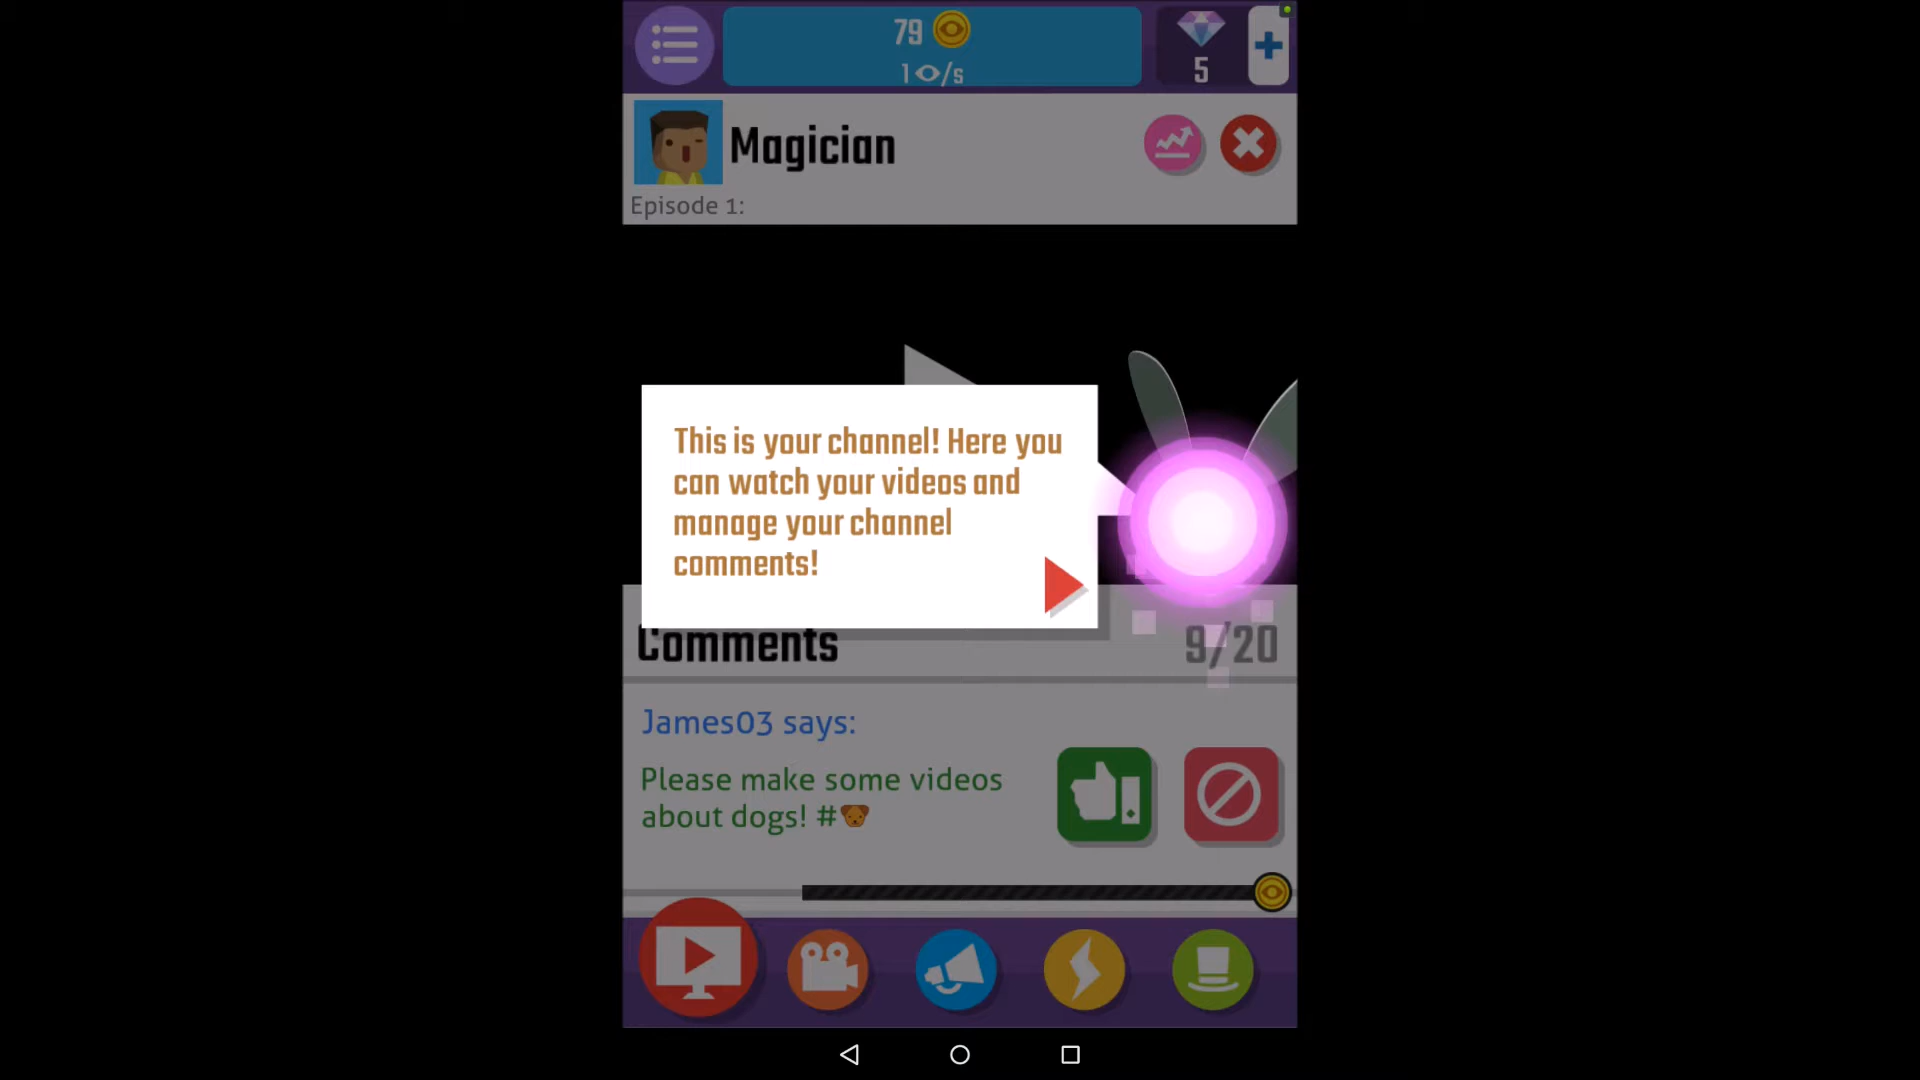 79
1 /s
5
Magician
Episode 1:
This is your channel! Here you
can watch your videos and
manage your channel
comments!
Comments
9/20
James03 says:
Please make some videos
about dogs! #🐶